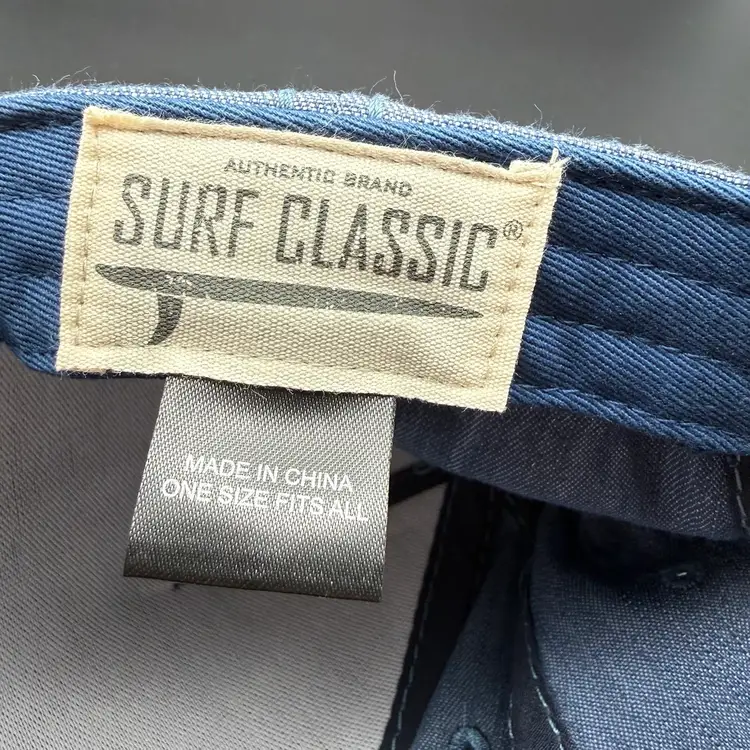 AUTHENTIC BRAND
SURF CLASSIC®
MADE IN CHINA
ONE SIZE FITS ALL